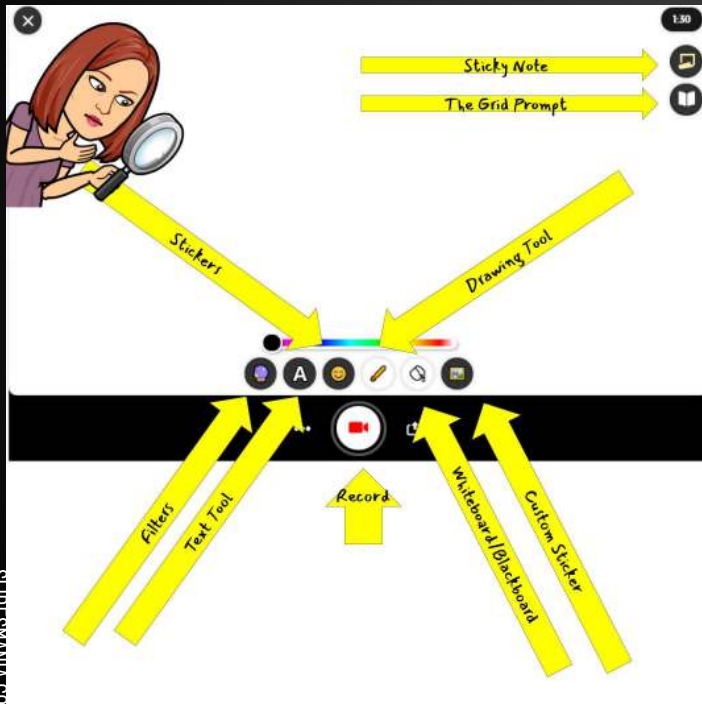 1:30
Sticky Note
The Grid Prompt
Stickers
Drawing Tool
A
Filters
Text Tool
Record
Whiteboard/Blackboard
Custom Sticker